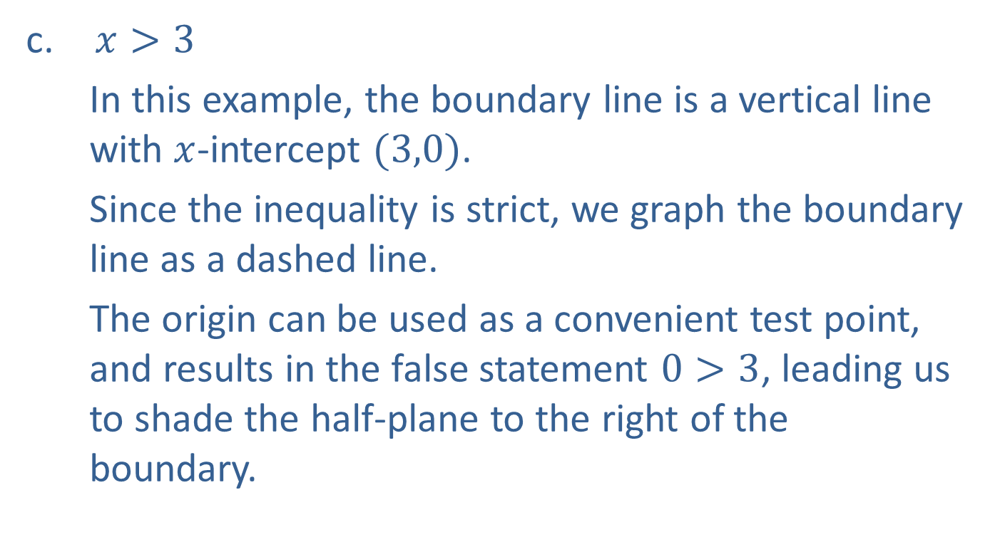 c. x > 3
In this example, the boundary line is a vertical line
with x-intercept (3,0).
Since the inequality is strict, we graph the boundary
line as a dashed line.
The origin can be used as a convenient test point,
and results in the false statement 0 > 3, leading us
to shade the half-plane to the right of the
boundary.